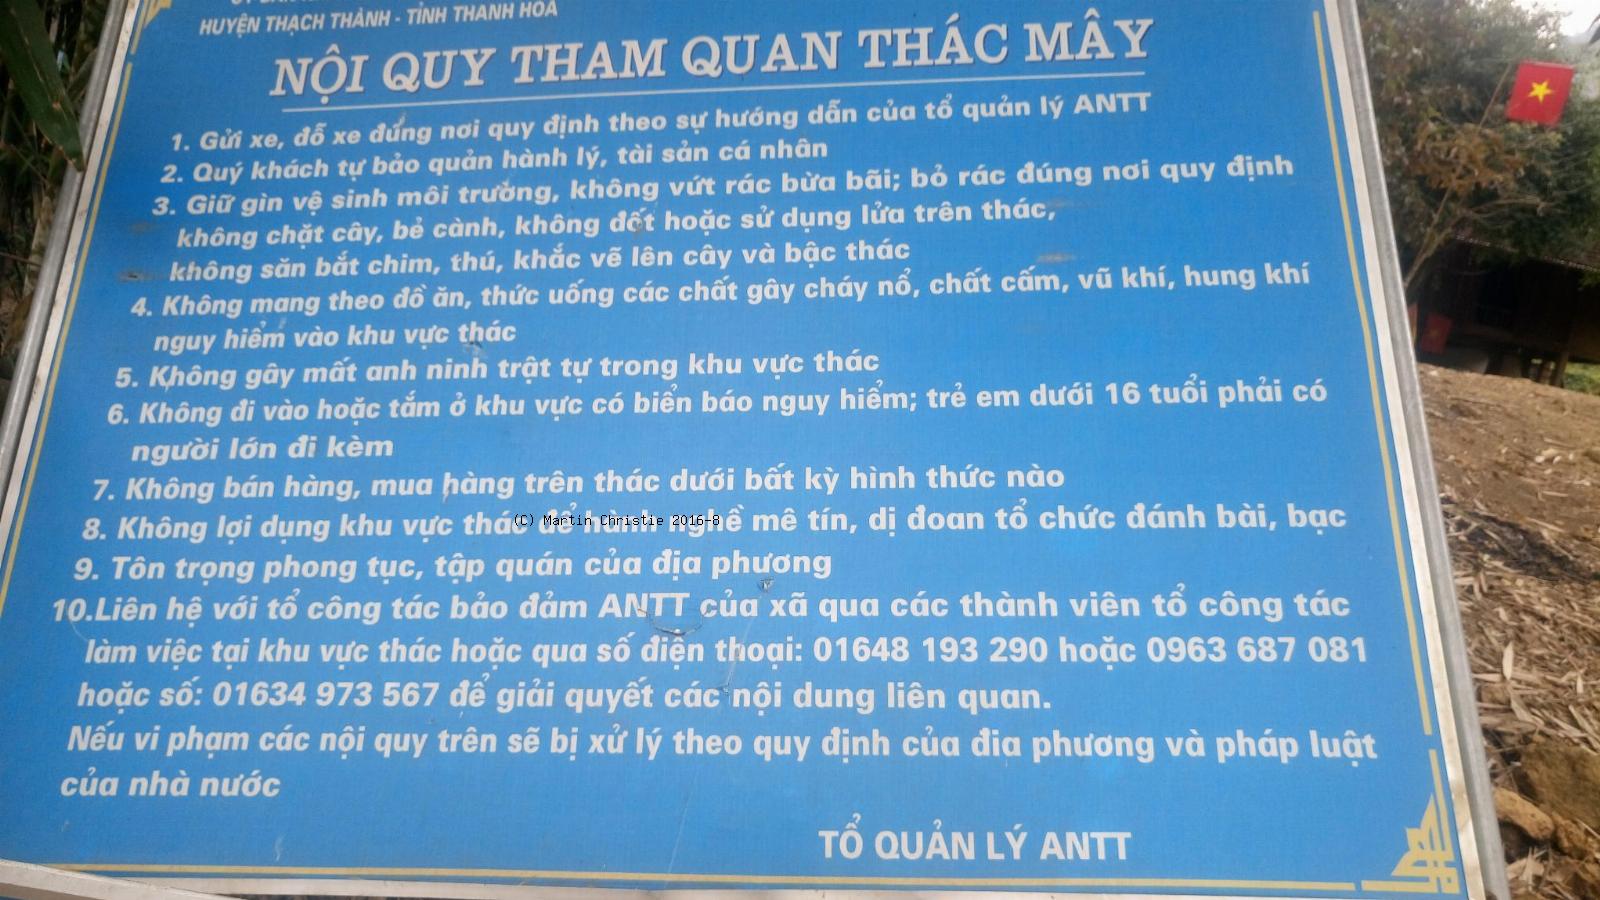 HUYỆN THẠCH THÀNH - TỈNH THANH HOÁ
NỘI QUY THAM QUAN THÁC MÂY
1. Gửi xe, đỗ xe đúng nơi quy định theo sự hướng dẫn của tổ quản lý ANTT
2. Quý khách tự bảo quản hành lý, tài sản cá nhân
3. Giữ gìn vệ sinh môi trường, không vứt rác bừa bãi; bỏ rác đúng nơi quy định
không chặt cây, bẻ cành, không đốt hoặc sử dụng lửa trên thác,
không săn bắt chim, thú, khắc vẽ lên cây và bậc thác
4. Không mang theo đồ ăn, thức uống các chất gây cháy nổ, chất cấm, vũ khí, hung khí
nguy hiểm vào khu vực thác
5. Không gây mất anh ninh trật tự trong khu vực thác
6. Không đi vào hoặc tắm ở khu vực có biển báo nguy hiểm; trẻ em dưới 16 tuổi phải có
người lớn đi kèm
7. Không bán hàng, mua hàng trên thác dưới bất kỳ hình thức nào
8. Không lợi dụng khu vực thác để hành nghề mê tín, dị đoan tổ chức đánh bài, bạc
(C) Martin Christie 2016-8
9. Tôn trọng phong tục, tập quán của địa phương
10.Liên hệ với tổ công tác bảo đảm ANTT của xã qua các thành viên tổ công tác
làm việc tại khu vực thác hoặc qua số điện thoại: 01648 193 290 hoặc 0963 687 081
hoặc số: 01634 973 567 để giải quyết các nội dung liên quan.
Nếu vi phạm các nội quy trên sẽ bị xử lý theo quy định của địa phương và pháp luật
của nhà nước
TỔ QUẢN LÝ ANTT